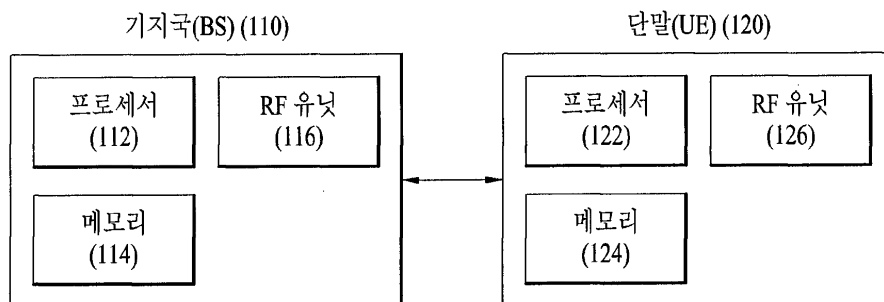 기지국(BS) (110)
프로세서
(112)
RF 유닛
(116)
메모리
(114)
단말(UE) (120)
프로세서
(122)
RF 유닛
(126)
메모리
(124)